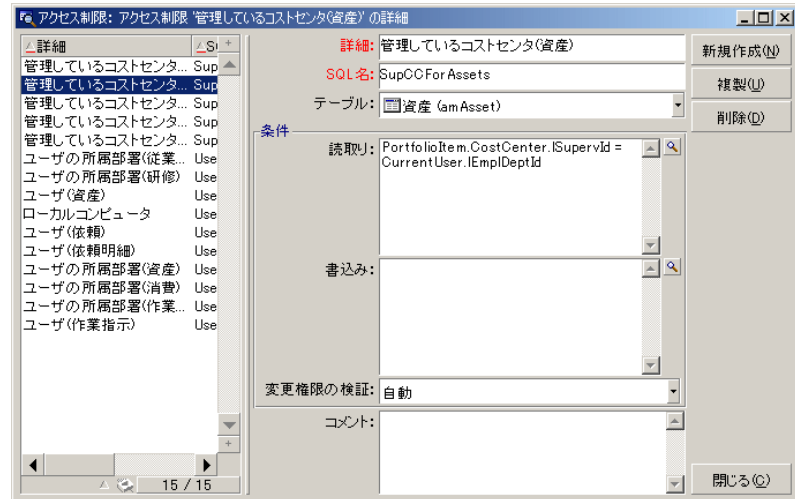 アクセス制限: アクセス制限 '管理しているコストセンタ(資産)' の詳細
詳細
管理しているコストセンタ... Sup
管理しているコストセンタ... Sup
管理しているコストセンタ... Sup
管理しているコストセンタ... Sup
管理しているコストセンタ... Sup
ユーザの所属部署(従業... Use
ユーザの所属部署(研修) Use
ユーザ(資産) Use
ローカルコンピュータ Use
ユーザ(依頼) Use
ユーザ(依頼明細) Use
ユーザの所属部署(資産) Use
ユーザの所属部署(消費) Use
ユーザの所属部署(作業... Use
ユーザ(作業指示) Use
15 / 15
詳細: 管理しているコストセンタ(資産)
SQL名: SupCCForAssets
テーブル: 資産 (amAsset)
条件
読取り: PortfolioItem.CostCenter.lSupervId =
CurrentUser.lEmplDeptId
書込み:
変更権限の検証: 自動
コメント:
新規作成(N)
複製(U)
削除(D)
閉じる(C)